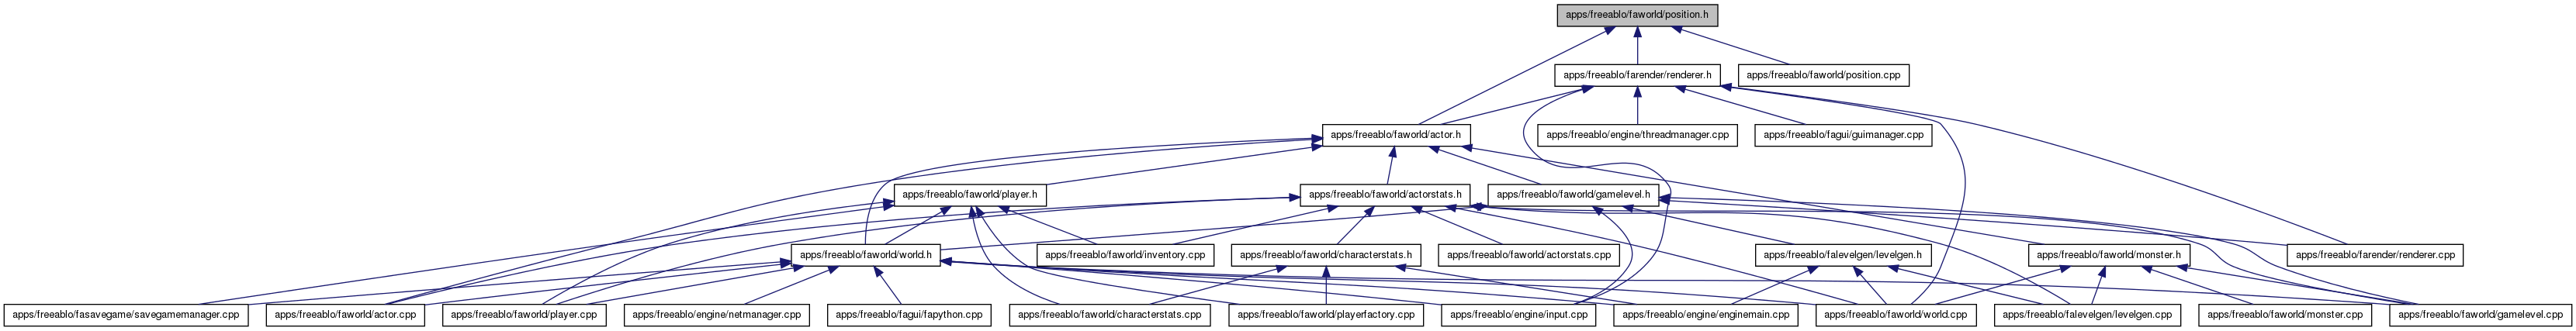 apps/freeablo/faworld/position.h
apps/freeablo/farender/renderer.h
apps/freeablo/faworld/position.cpp
apps/freeablo/faworld/actor.h
apps/freeablo/engine/threadmanager.cpp
apps/freeablo/fagui/guimanager.cpp
apps/freeablo/faworld/player.h
apps/freeablo/faworld/actorstats.h
apps/freeablo/faworld/gamelevel.h
apps/freeablo/faworld/world.h
apps/freeablo/faworld/inventory.cpp
apps/freeablo/faworld/characterstats.h
apps/freeablo/faworld/actorstats.cpp
apps/freeablo/falevelgen/levelgen.h
apps/freeablo/faworld/monster.h
apps/freeablo/farender/renderer.cpp
apps/freeablo/fasavegame/savegamemanager.cpp
apps/freeablo/faworld/actor.cpp
apps/freeablo/faworld/player.cpp
apps/freeablo/engine/netmanager.cpp
apps/freeablo/fagui/fapython.cpp
apps/freeablo/faworld/characterstats.cpp
apps/freeablo/faworld/playerfactory.cpp
apps/freeablo/engine/input.cpp
apps/freeablo/engine/enginemain.cpp
apps/freeablo/faworld/world.cpp
apps/freeablo/falevelgen/levelgen.cpp
apps/freeablo/faworld/monster.cpp
apps/freeablo/faworld/gamelevel.cpp